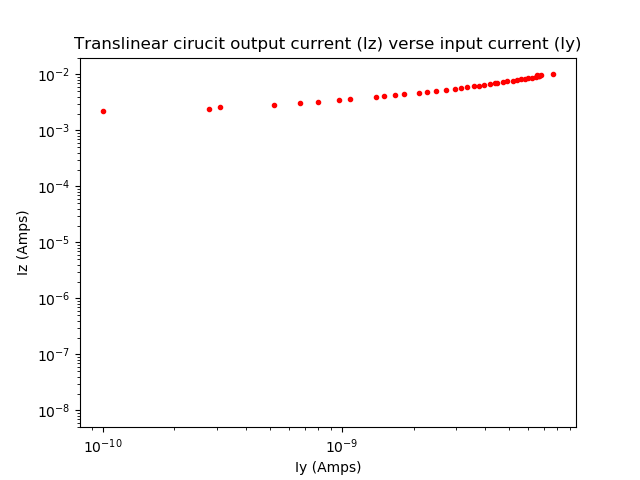 Translinear cirucit output current (Iz) verse input current (Iy)
10⁻²
10⁻³
10⁻⁴
10⁻⁵
10⁻⁶
10⁻⁷
10⁻⁸
Iz (Amps)
10⁻¹⁰ 10⁻⁹
Iy (Amps)